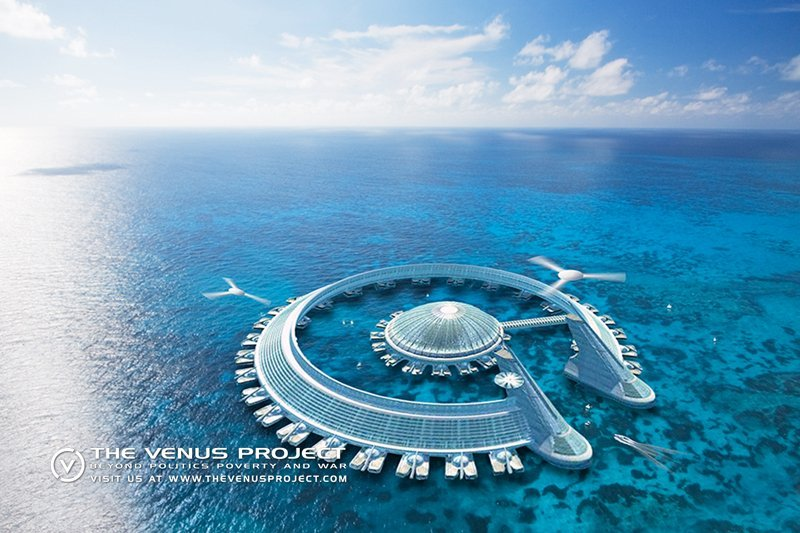 THE VENUS PROJECT
BEYOND POLITICS POVERTY AND WAR
VISIT US AT WWW.THEVENUSPROJECT.COM